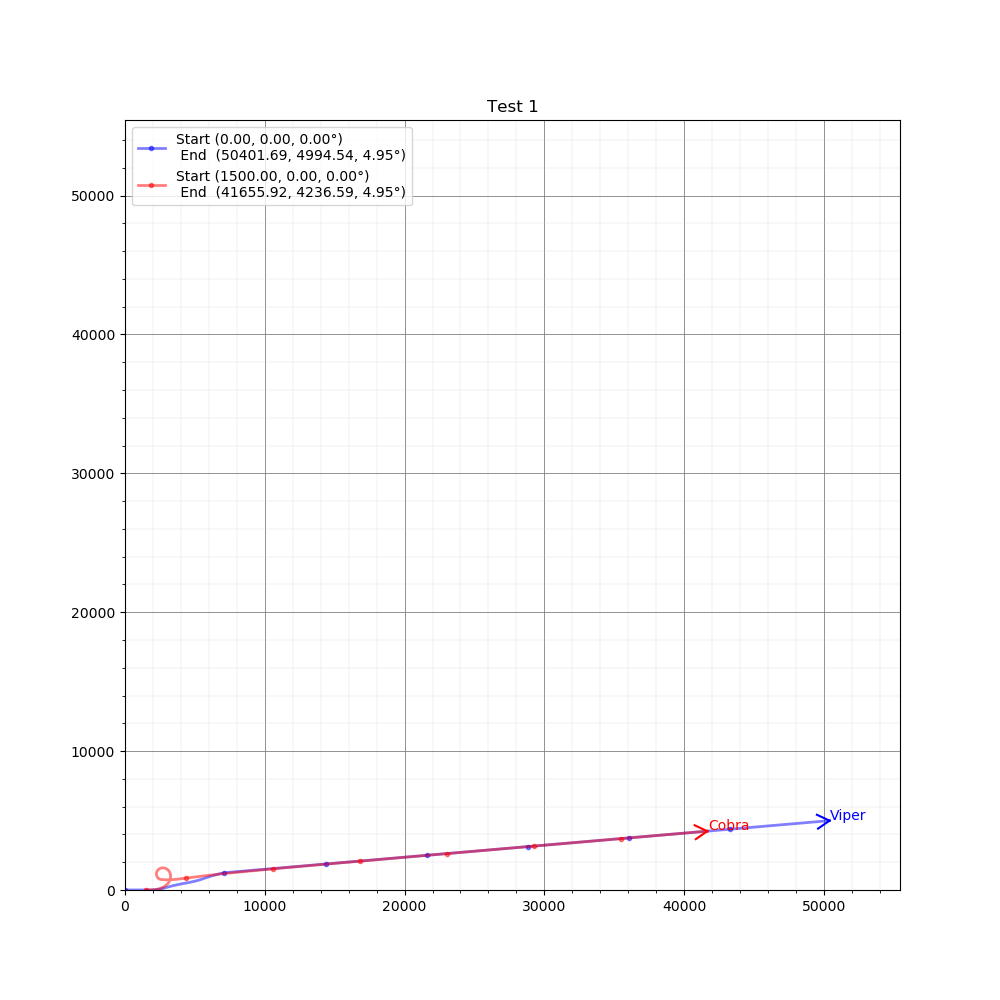 Test 1
Start (0.00, 0.00, 0.00°)
End (50401.69, 4994.54, 4.95°)
Start (1500.00, 0.00, 0.00°)
End (41655.92, 4236.59, 4.95°)
50000
40000
30000
20000
10000
0
Cobra
Viper
0
10000
20000
30000
40000
50000